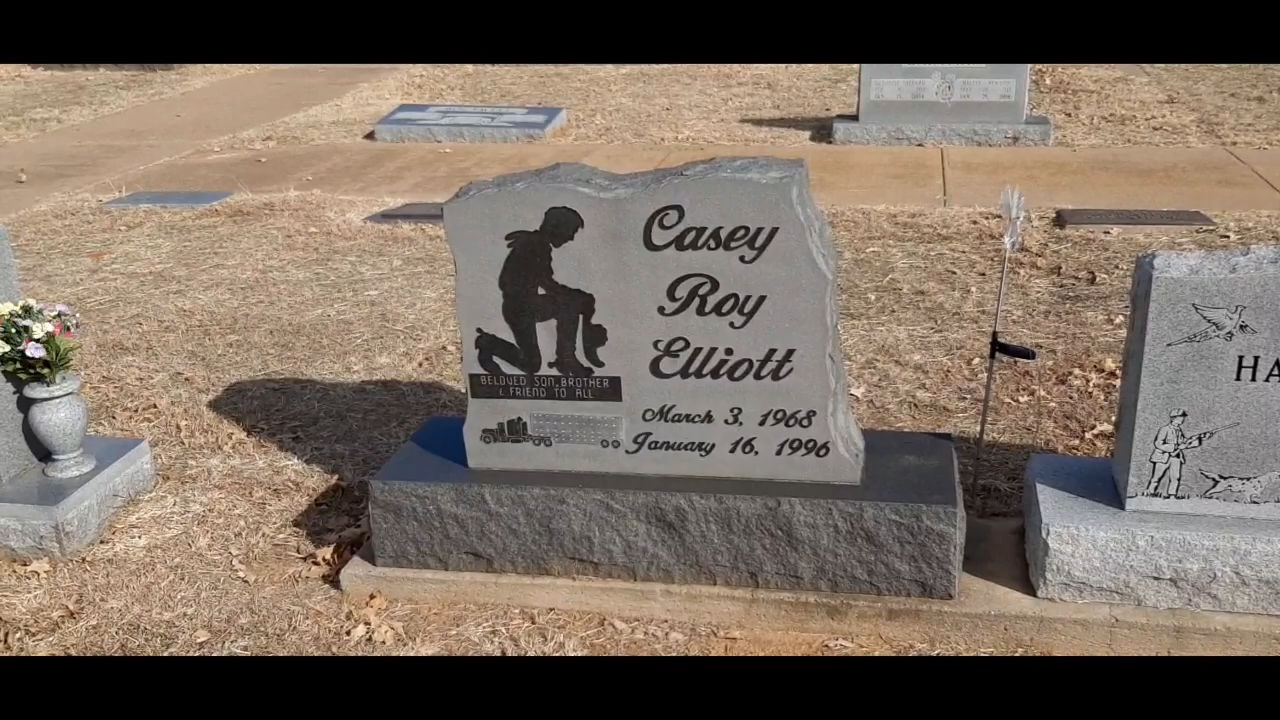 Casey
Roy
Elliott
BELOVED SON, BROTHER
& FRIEND TO ALL
March 3, 1968
January 16, 1996
HA